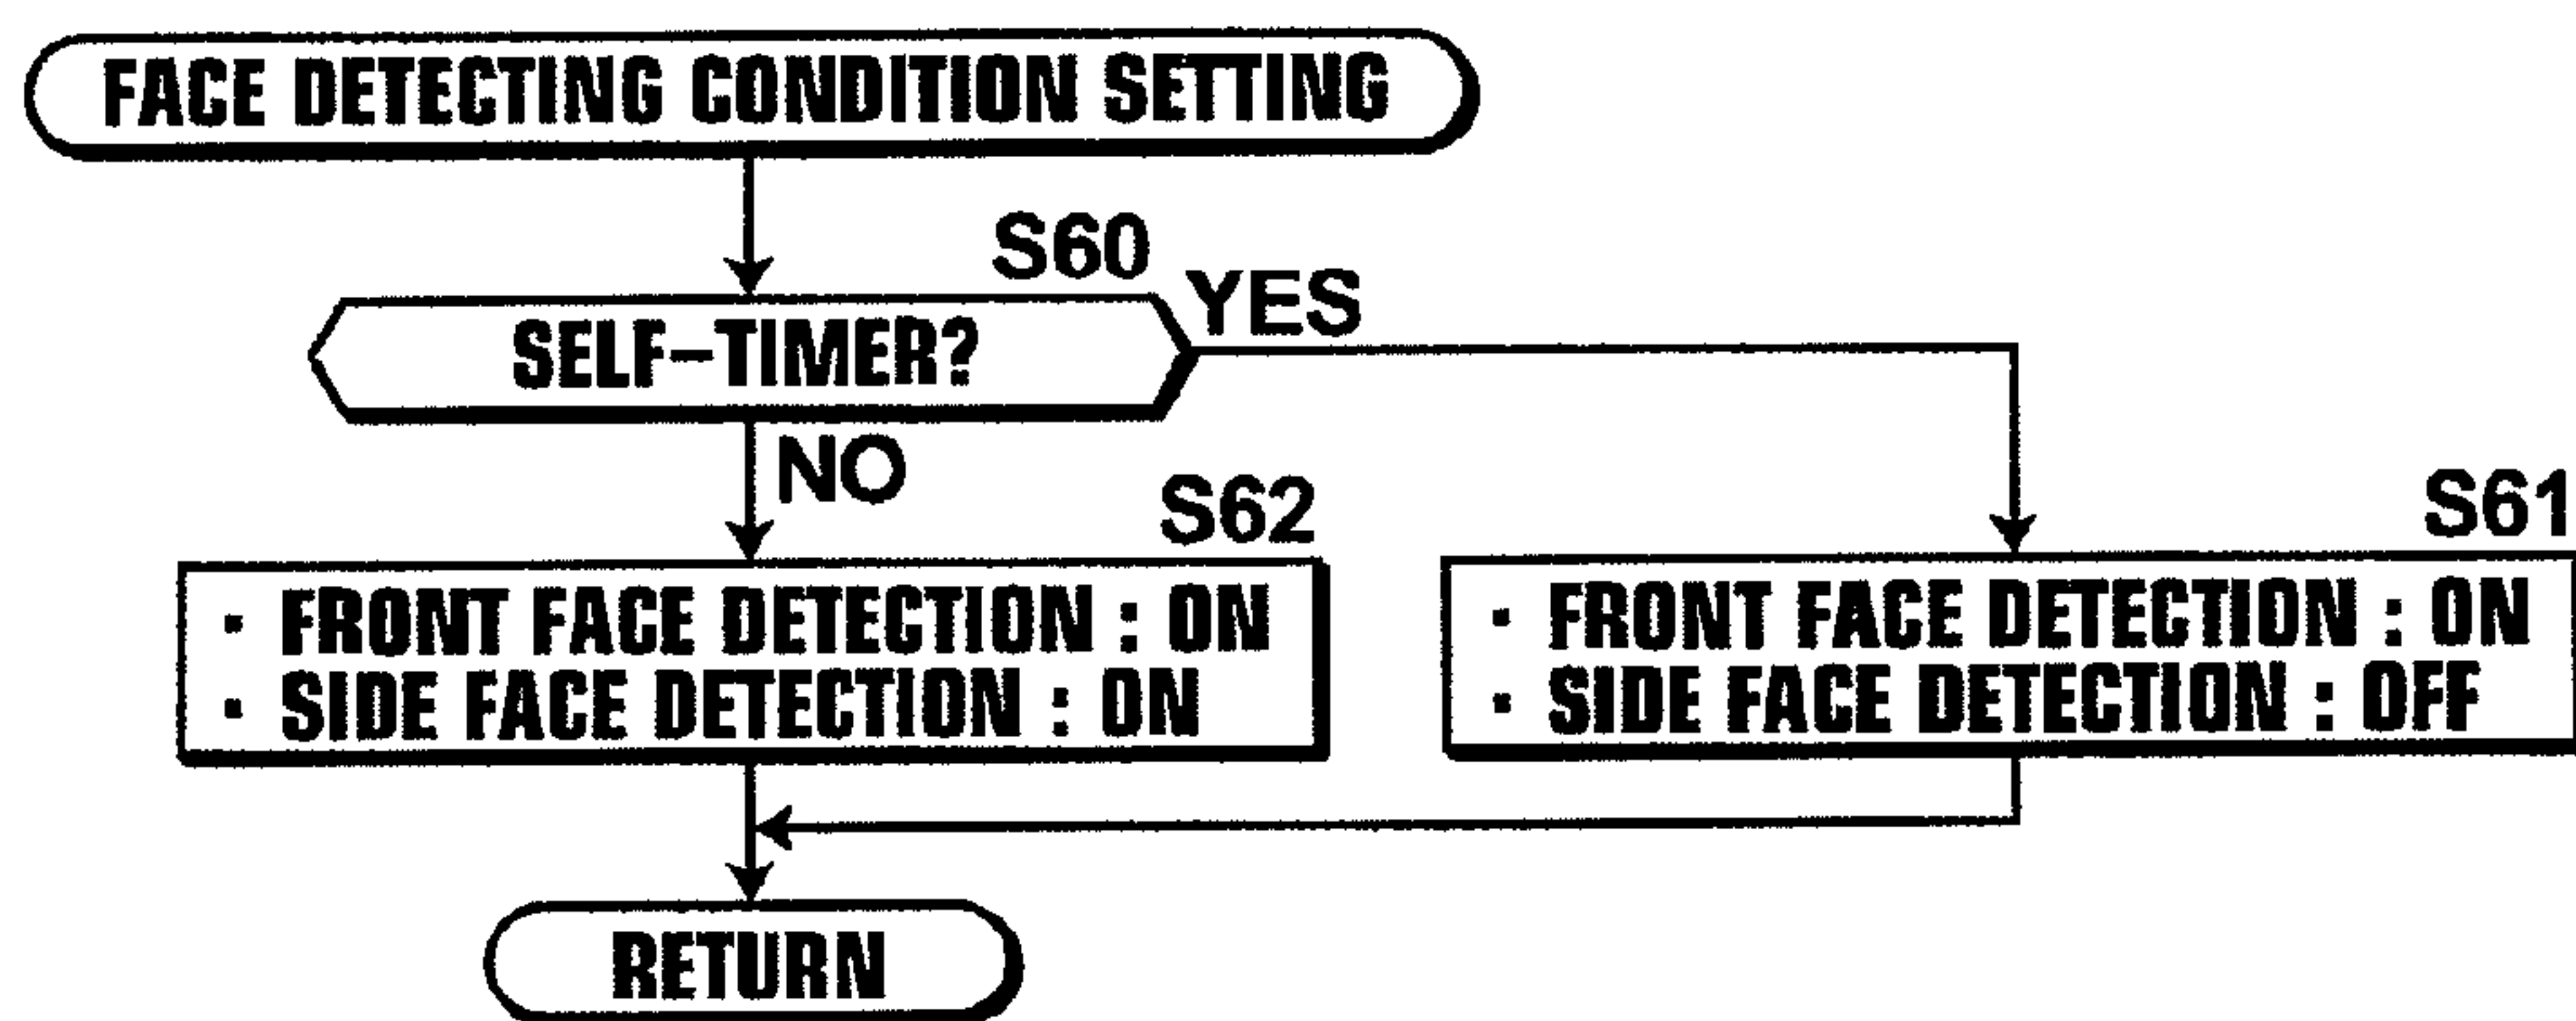 FACE DETECTING CONDITION SETTING
S60
SELF-TIMER?
YES
NO
S62
・ FRONT FACE DETECTION : ON
・ SIDE FACE DETECTION : ON
S61
・ FRONT FACE DETECTION : ON
・ SIDE FACE DETECTION : OFF
RETURN